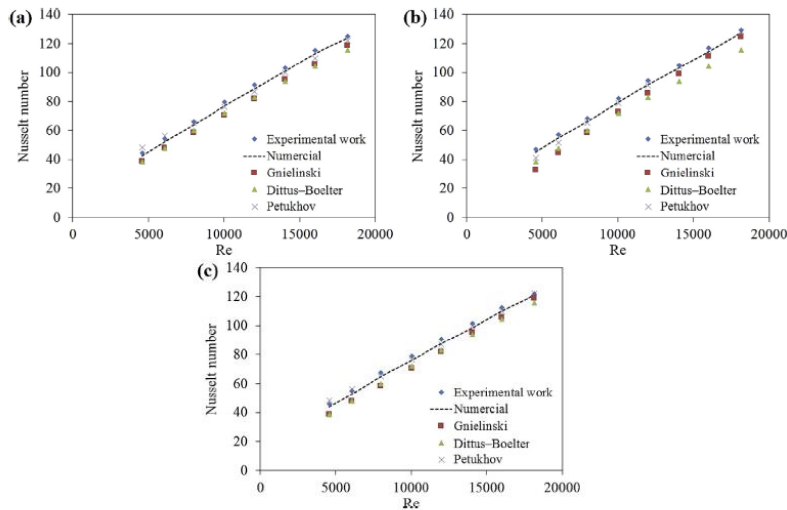 (a)
140
120
100
80
60
40
20
0
Nusselt number
Experimental work
Numercial
Gnielinski
Dittus–Boelter
Petukhov
0 5000 10000 15000 20000
Re
(b)
140
120
100
80
60
40
20
0
Nusselt number
Experimental work
Numercial
Gnielinski
Dittus–Boelter
Petukhov
0 5000 10000 15000 20000
Re
(c)
140
120
100
80
60
40
20
0
Nusselt number
Experimental work
Numercial
Gnielinski
Dittus–Boelter
Petukhov
0 5000 10000 15000 20000
Re